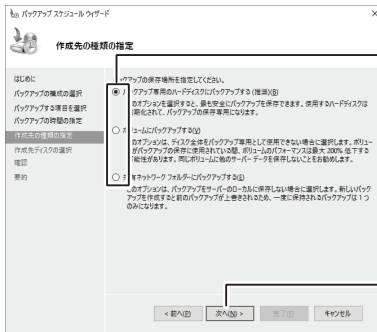 バックアップ スケジュール ウィザード
作成先の種類の指定
はじめに
バックアップの構成の選択
バックアップする項目を選択
バックアップの時間の指定
作成先の種類の指定
作成先ディスクの選択
確認
要約
バックアップの保存場所を指定してください。
バックアップ専用のハードディスクにバックアップする (推奨)(B)
このオプションを選択すると、最も安全にバックアップを保存できます。使用するハードディスクは
初期化されて、バックアップの保存専用になります。
ボリュームにバックアップする(V)
このオプションは、ディスク全体をバックアップ専用として使用できない場合に選択します。ボリュー
ムがバックアップの保存に使用されている間、ボリュームのパフォーマンスは最大 200% 低下する
可能性があります。同じボリュームに他のサーバー データを保存しないことをお勧めします。
共有ネットワーク フォルダーにバックアップする(E)
このオプションは、バックアップをサーバーのローカルに保存しない場合に選択します。新しいバック
アップを作成すると前のバックアップが上書きされるため、一度に保持されるバックアップは 1 つ
のみになります。
< 前へ(P)
次へ(N) >
完了(F)
キャンセル